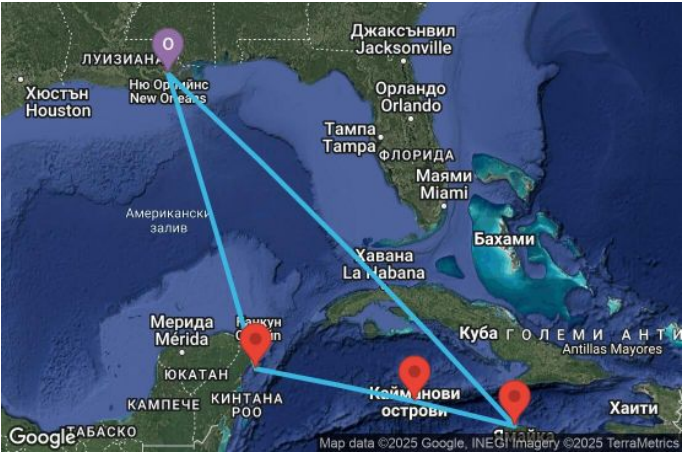 Джаксънвил
Jacksonville
ЛУИЗИАНА
O
Хюстън
Houston
Ню Орлийнс
New Orleans
Орландо
Orlando
Тампа
Tampa
ФЛОРИДА
Маями
Miami
Американски
залив
Бахами
Хавана
La Habana
Мерида
Mérida
Канкун
Куба
ГОЛЕМИ АНТИ
Antillas Mayores
ЮКАТАН
Кайманови
острови
КАМПЕЧЕ
КИНТАНА
РОО
Хаити
ТАБАСКО
Ямайка
Google
Map data ©2025 Google, INEGI Imagery ©2025 TerraMetrics